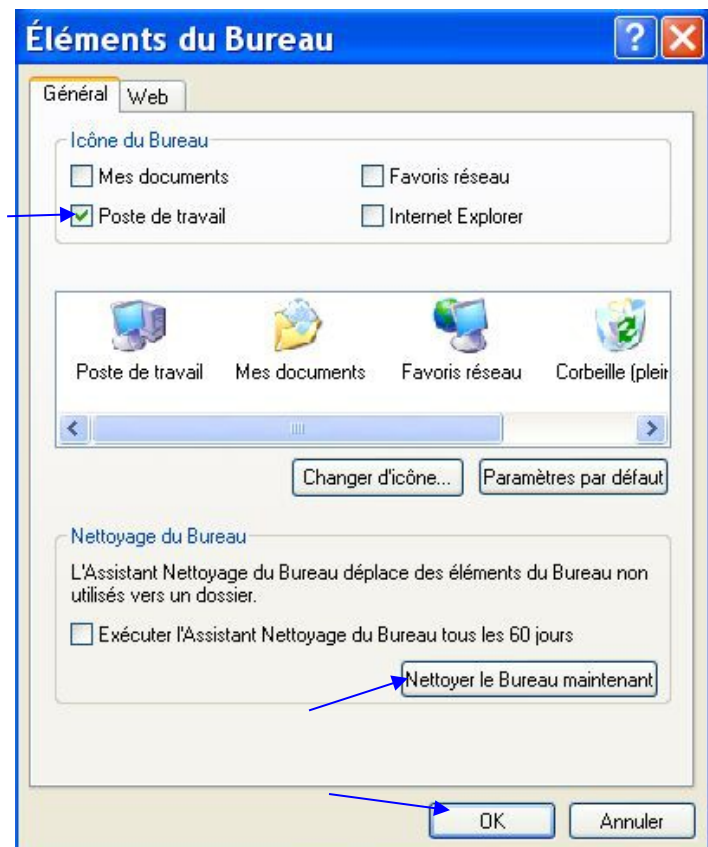 Éléments du Bureau
Général Web
Icône du Bureau
Mes documents Favoris réseau
Poste de travail Internet Explorer
Poste de travail Mes documents Favoris réseau Corbeille (plein
Changer d'icône... Paramètres par défaut
Nettoyage du Bureau
L'Assistant Nettoyage du Bureau déplace des éléments du Bureau non
utilisés vers un dossier.
Exécuter l'Assistant Nettoyage du Bureau tous les 60 jours
Nettoyer le Bureau maintenant
OK Annuler